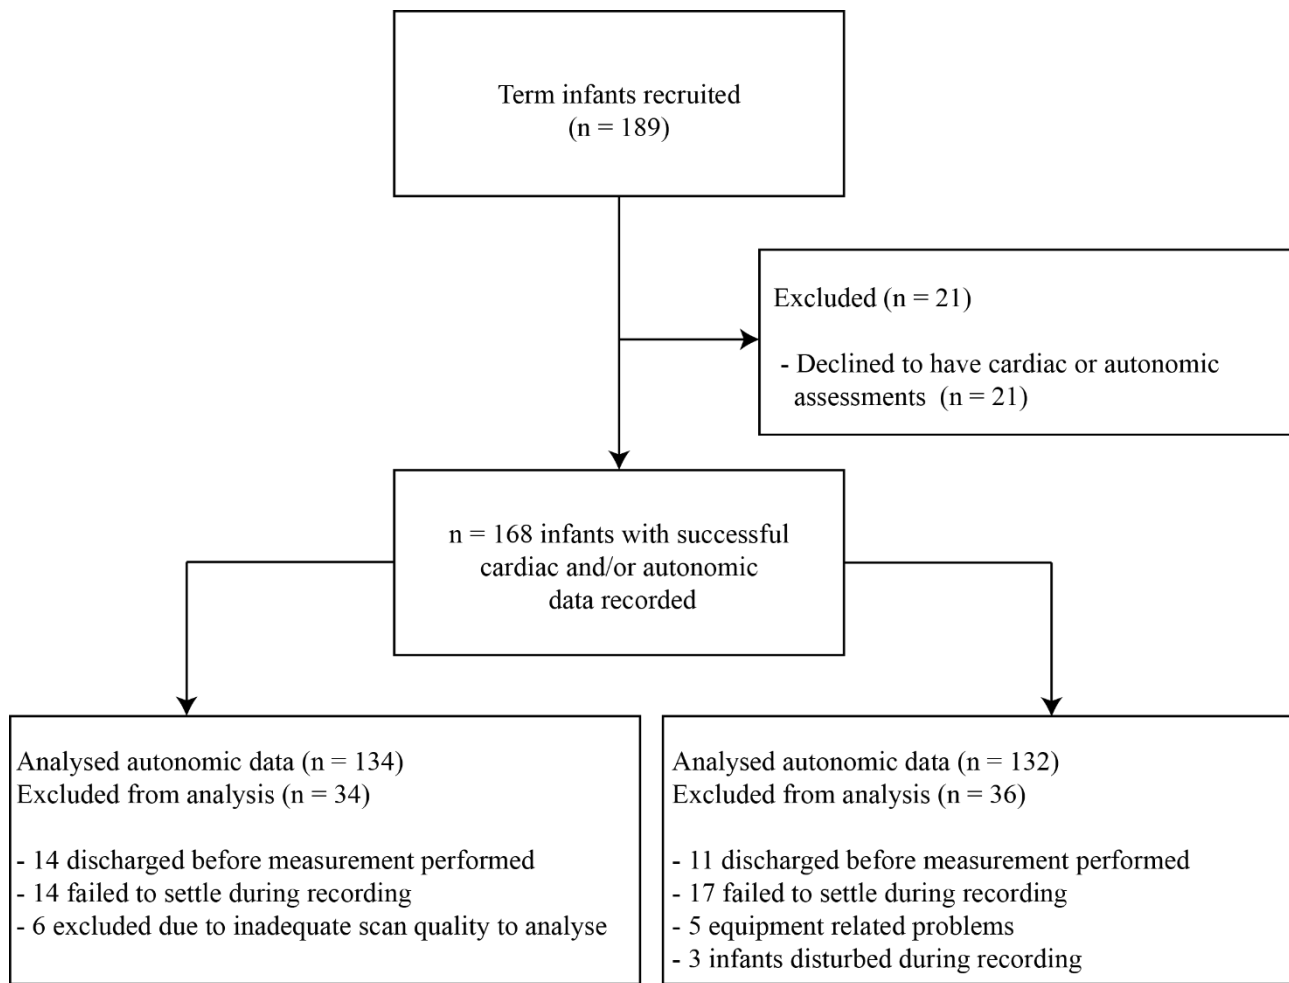 Term infants recruited
(n = 189)
Excluded (n = 21)
- Declined to have cardiac or autonomic
assessments  (n = 21)
n = 168 infants with successful
cardiac and/or autonomic
data recorded
Analysed autonomic data (n = 134)
Excluded from analysis (n = 34)
- 14 discharged before measurement performed
- 14 failed to settle during recording
- 6 excluded due to inadequate scan quality to analyse
Analysed autonomic data (n = 132)
Excluded from analysis (n = 36)
- 11 discharged before measurement performed
- 17 failed to settle during recording
- 5 equipment related problems
- 3 infants disturbed during recording